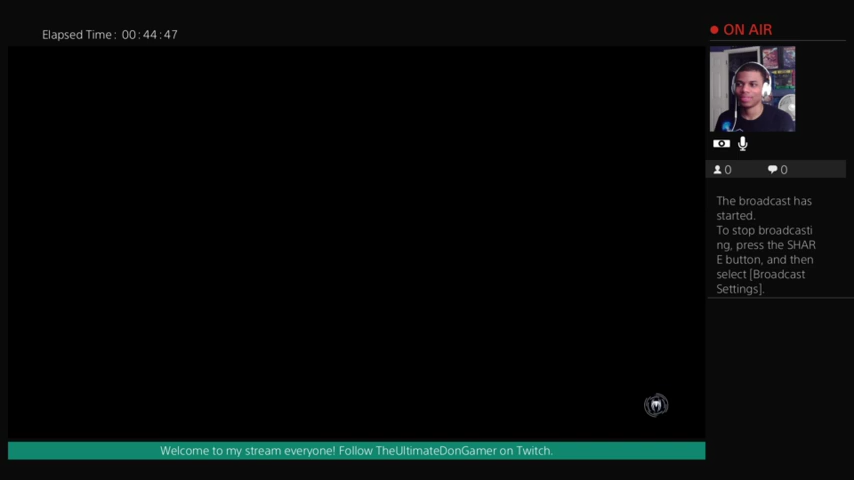 Elapsed Time: 00:44:47
ON AIR
0
0
The broadcast has
started.
To stop broadcasti
ng, press the SHAR
E button, and then
select [Broadcast
Settings].
Welcome to my stream everyone! Follow TheUltimateDonGamer on Twitch.